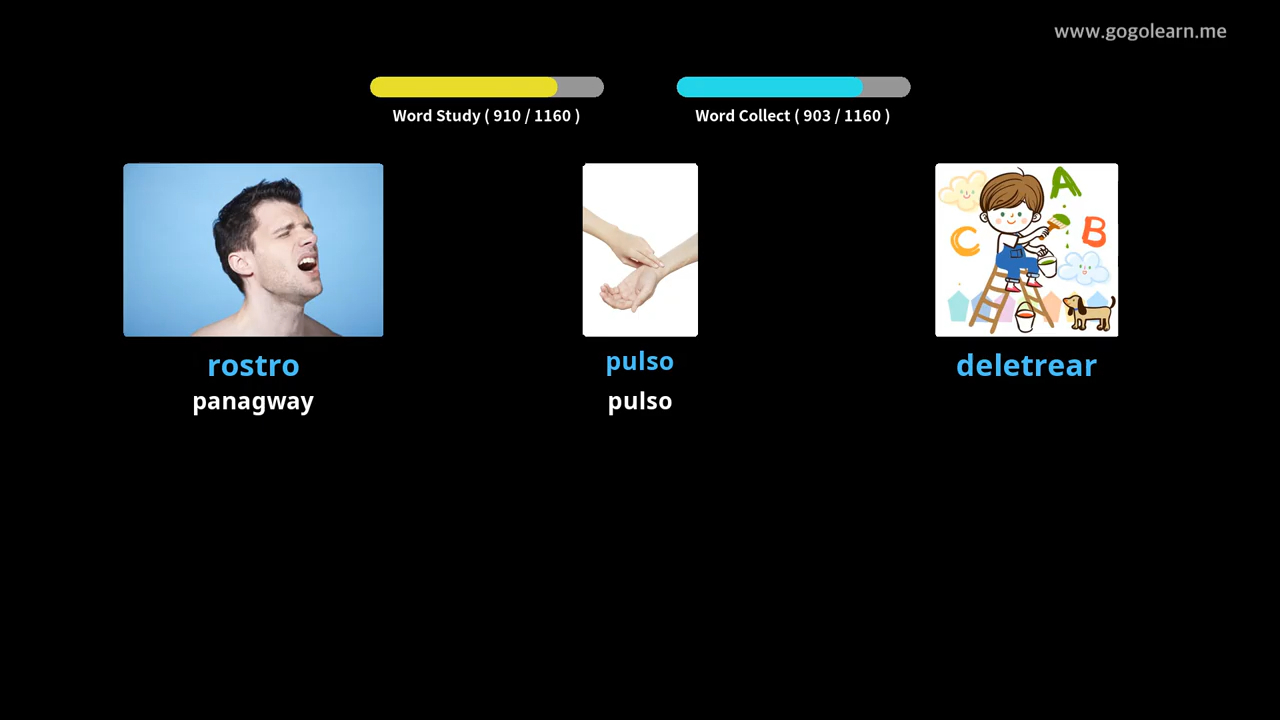 www.gogolearn.me
Word Study ( 910 / 1160 )
Word Collect ( 903 / 1160 )
A
B
C
rostro
pulso
deletrear
panagway
pulso